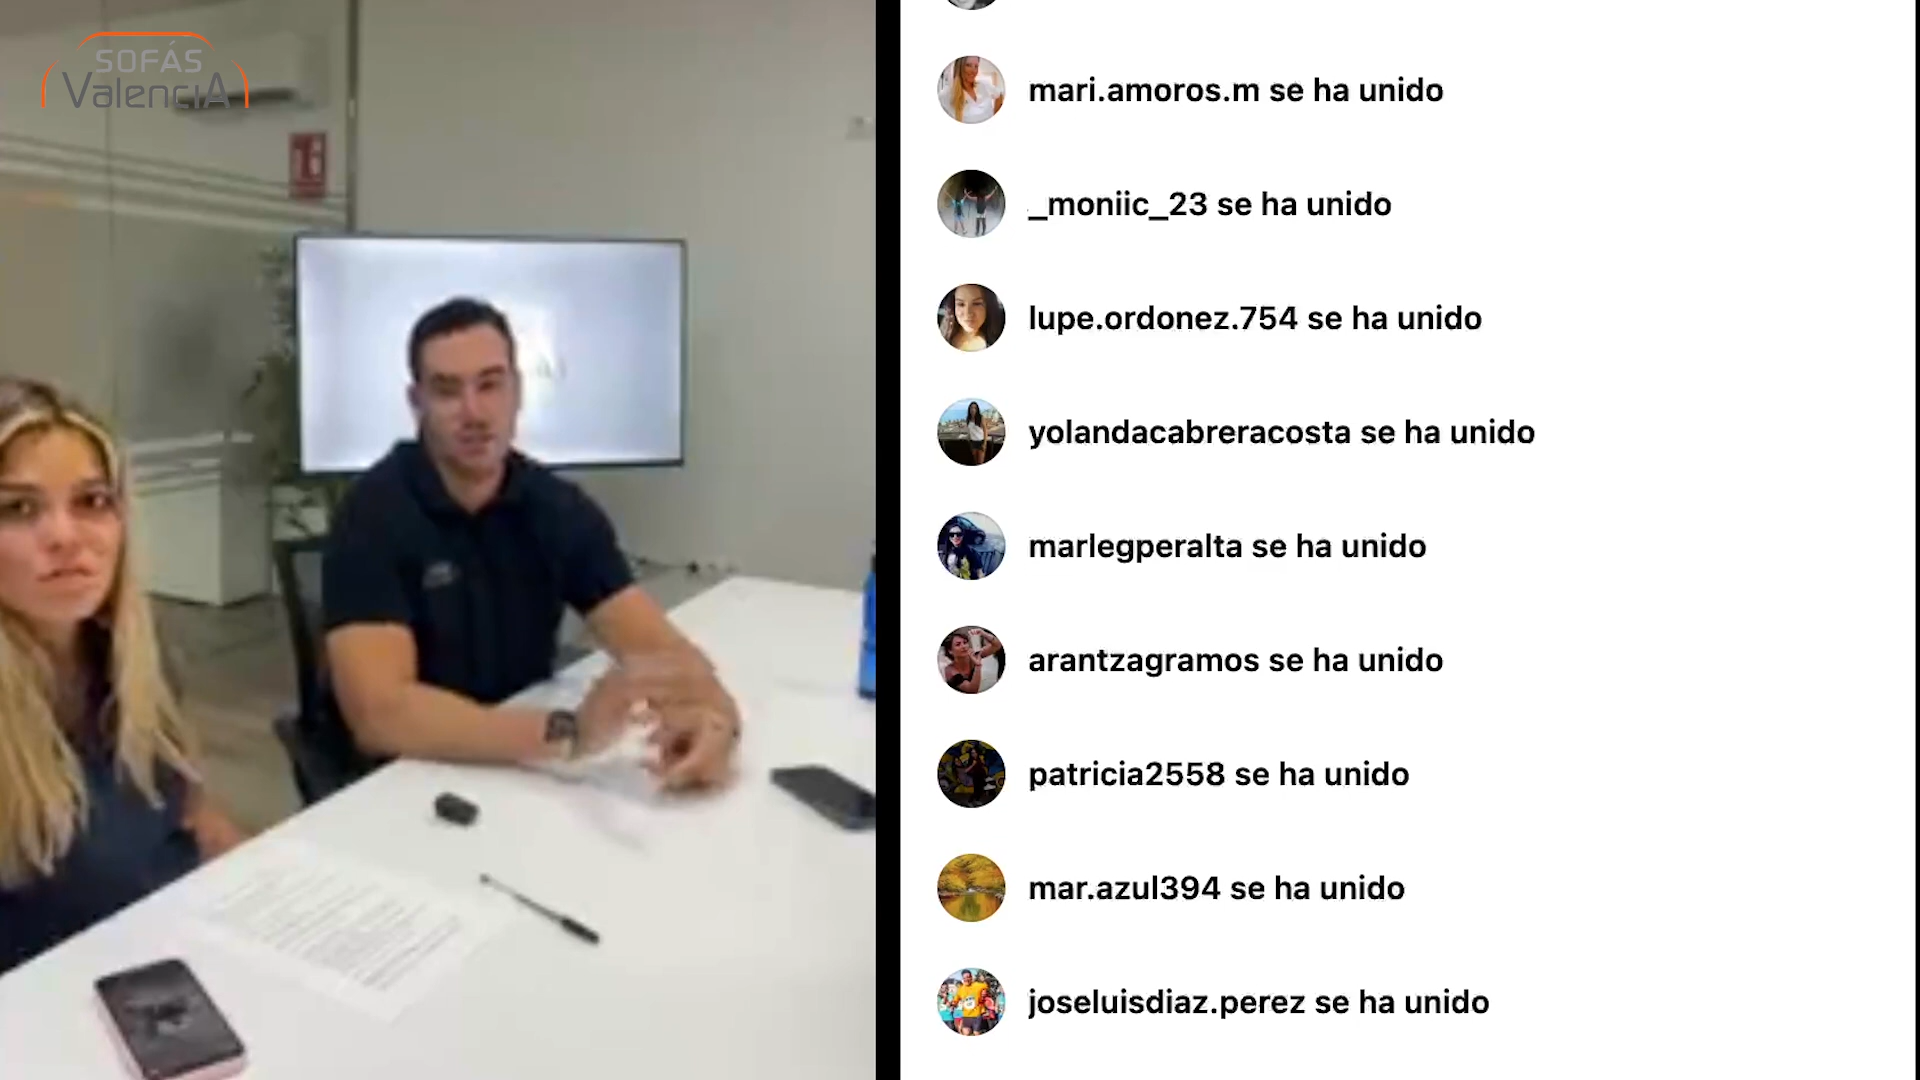 SOFÁS
ValenciA
mari.amoros.m se ha unido
_moniic_23 se ha unido
lupe.ordonez.754 se ha unido
yolandacabreracosta se ha unido
marlegperalta se ha unido
arantzagramos se ha unido
patricia2558 se ha unido
mar.azul394 se ha unido
joseluisdiaz.perez se ha unido